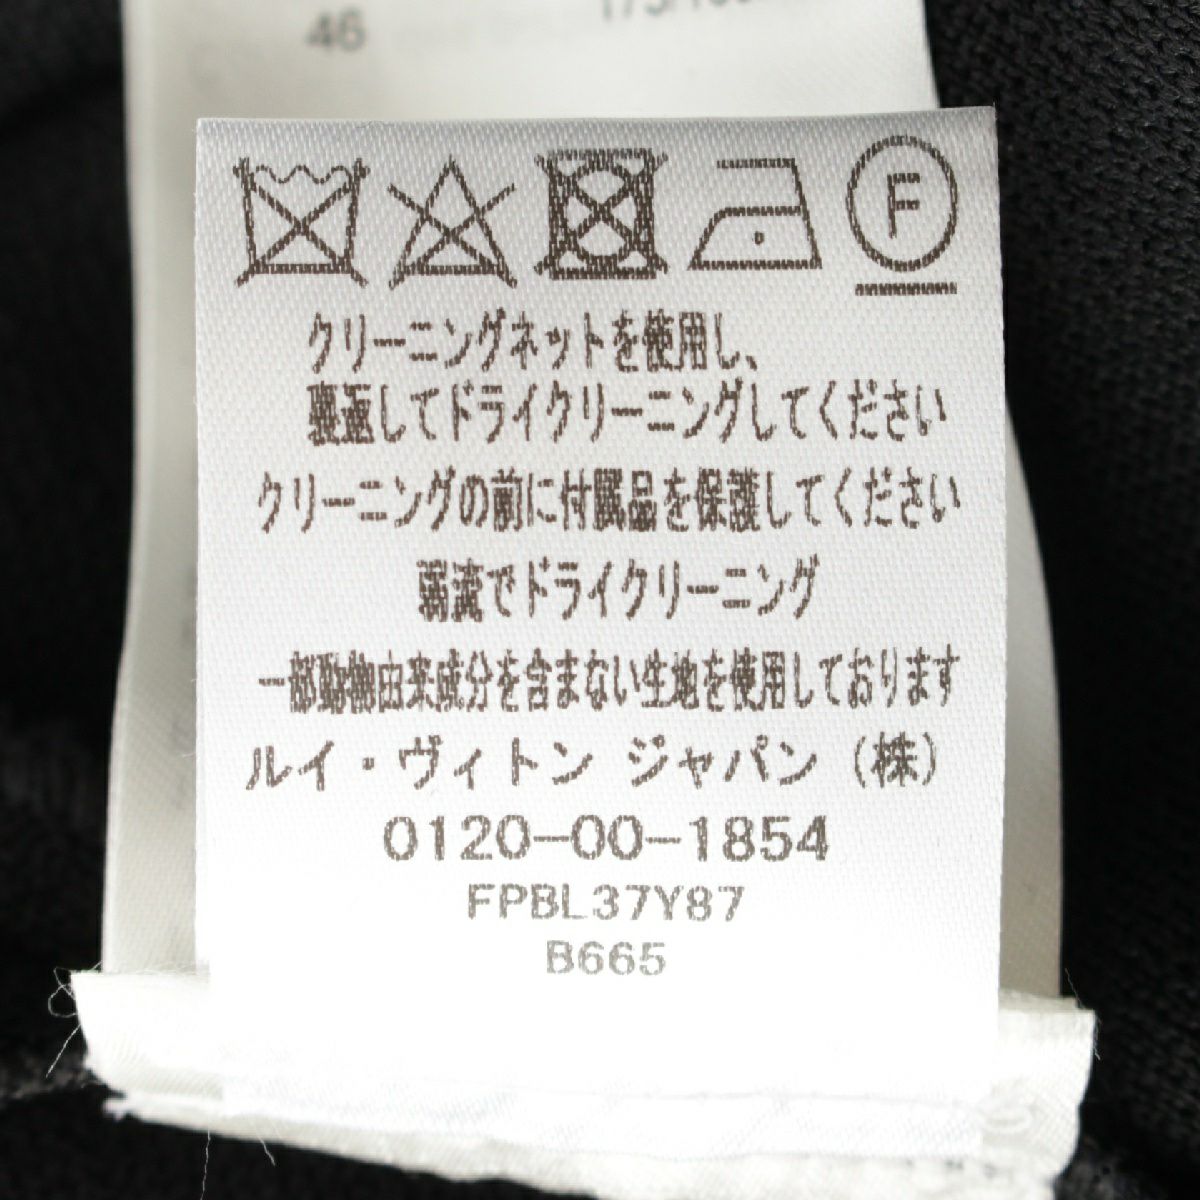 46
F
クリーニングネットを使用し、
裏返してドライクリーニングしてください
クリーニングの前に付属品を保護してください
弱流でドライクリーニング
一部動物由来成分を含まない生地を使用しております
ルイ・ヴィトン ジャパン (株)
0120-00-1854
FPBL37Y87
B665